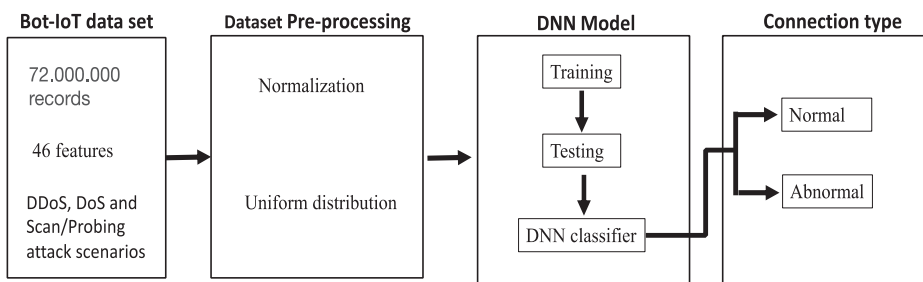 Bot-IoT data set
72.000.000
records
46 features
DDoS, DoS and
Scan/Probing
attack scenarios
Dataset Pre-processing
Normalization
Uniform distribution
DNN Model
Training
Testing
DNN classifier
Connection type
Normal
Abnormal